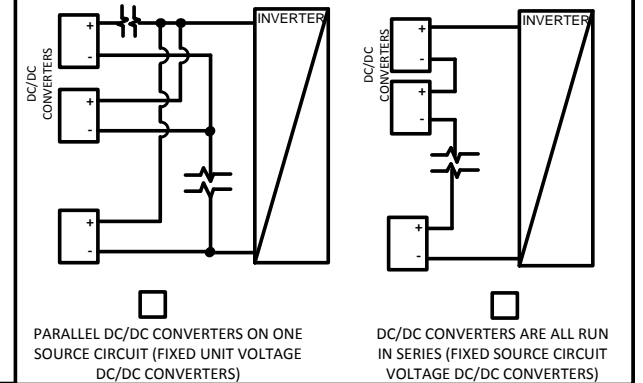 DC/DC
CONVERTERS
+
-
+
-
+
-
INVERTER
PARALLEL DC/DC CONVERTERS ON ONE
SOURCE CIRCUIT (FIXED UNIT VOLTAGE
DC/DC CONVERTERS)
DC/DC
CONVERTERS
+
-
+
-
+
-
INVERTER
DC/DC CONVERTERS ARE ALL RUN
IN SERIES (FIXED SOURCE CIRCUIT
VOLTAGE DC/DC CONVERTERS)